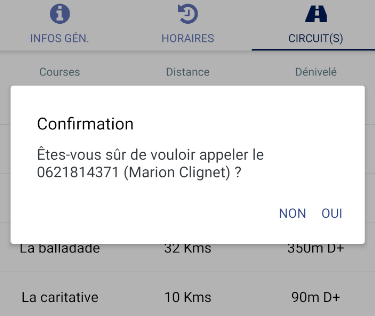 INFOS GÉN. HORAIRES CIRCUIT(S)
Courses Distance Dénivelé
Confirmation
Êtes-vous sûr de vouloir appeler le
0621814371 (Marion Clignet) ?
NON OUI
La balladade 32 Kms 350m D+
La caritative 10 Kms 90m D+